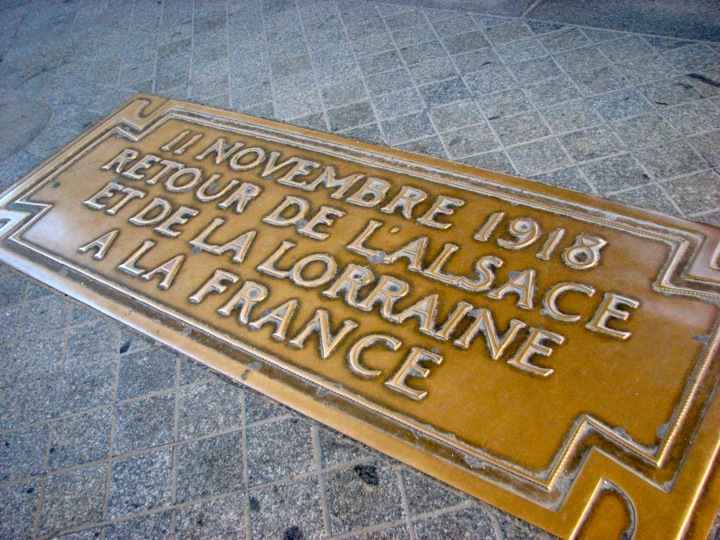 11 NOVEMBRE 1918
RETOUR DE L'ALSACE
ET DE LA LORRAINE
A LA FRANCE